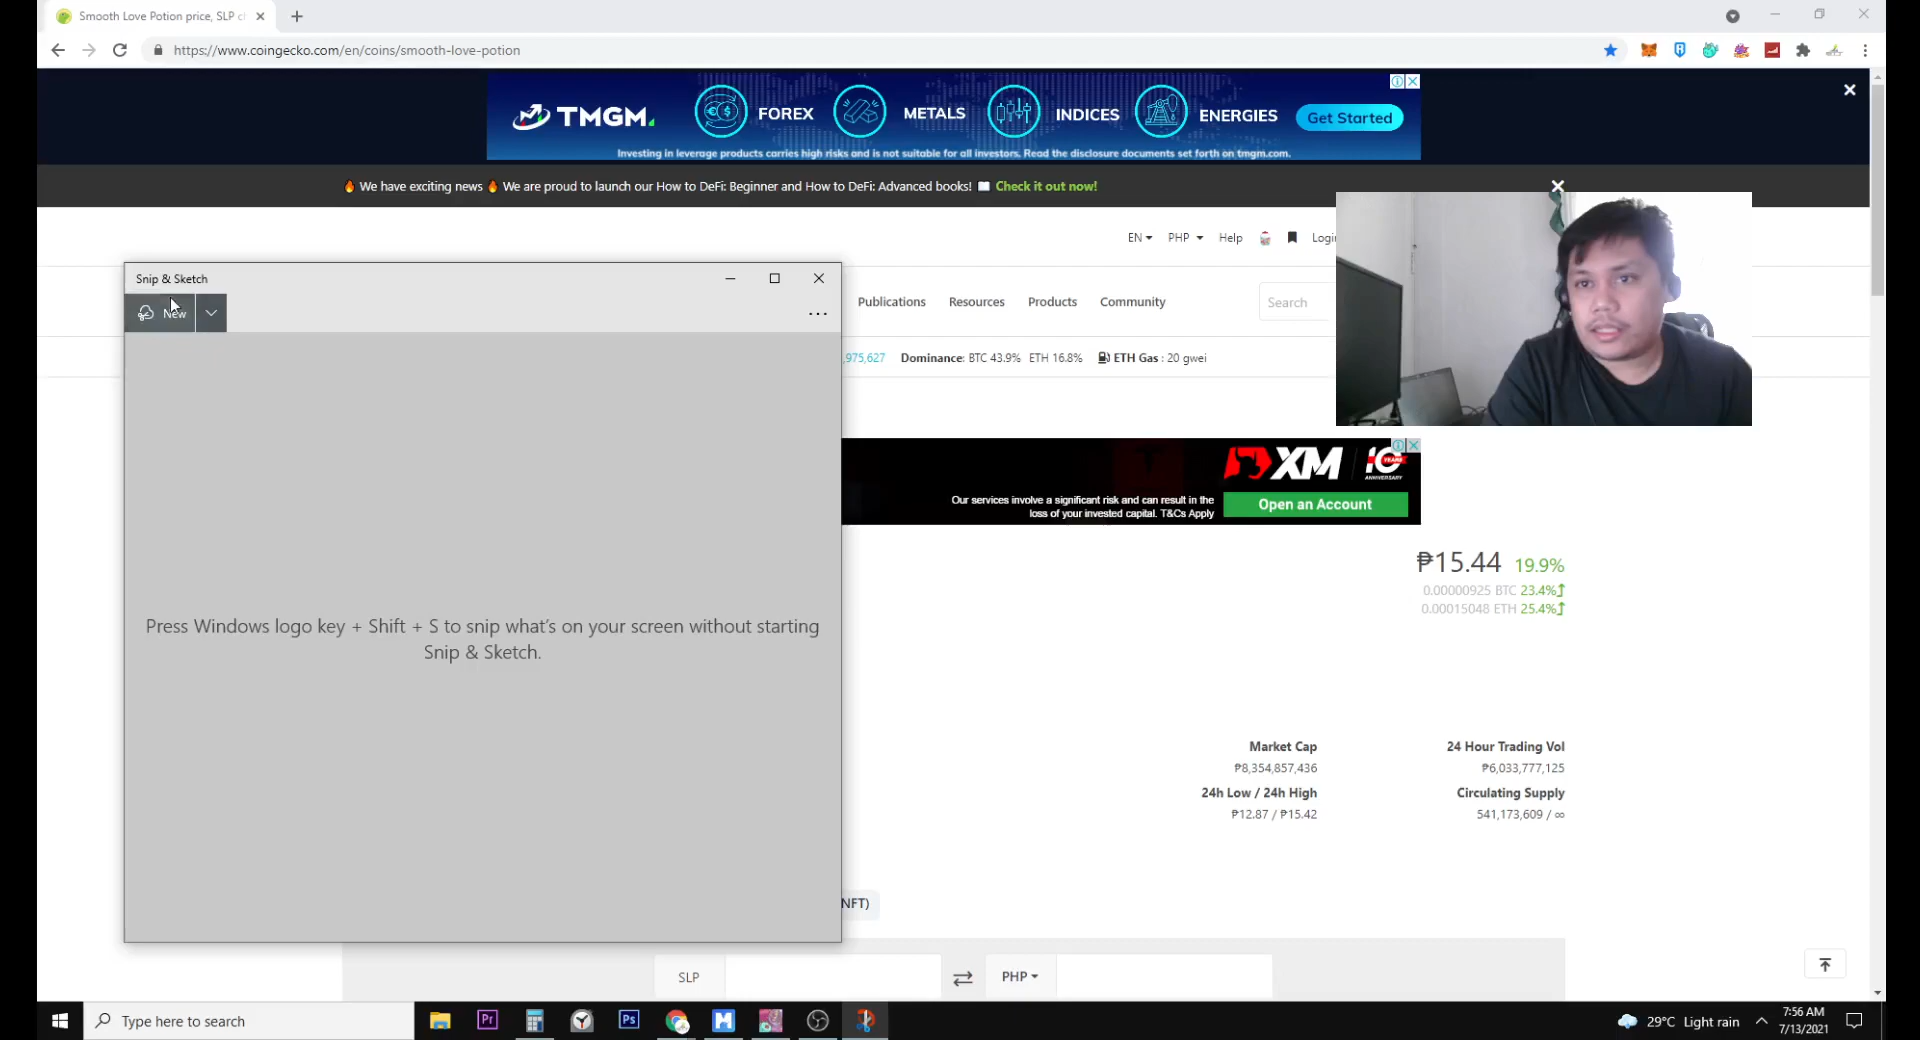 Smooth Love Potion price, SLP c
https://www.coingecko.com/en/coins/smooth-love-potion
TMGM.
FOREX
METALS
INDICES
ENERGIES
Get Started
Investing in leverage products carries high risks and is not suitable for all investors. Read the disclosure documents set forth on tmgm.com.
We have exciting news We are proud to launch our How to DeFi: Beginner and How to DeFi: Advanced books! Check it out now!
EN PHP Help Login
Snip & Sketch
New
Publications Resources Products Community Search
,975,627 Dominance: BTC 43.9% ETH 16.8% ETH Gas : 20 gwei
XM 10 YEARS
ANNIVERSARY
Our services involve a significant risk and can result in the
loss of your invested capital. T&Cs Apply
Open an Account
₱15.44 19.9%
0.00000925 BTC 23.4%
0.00015048 ETH 25.4%
Press Windows logo key + Shift + S to snip what's on your screen without starting
Snip & Sketch.
Market Cap 24 Hour Trading Vol
₱8,354,857,436 ₱6,033,777,125
24h Low / 24h High Circulating Supply
₱12.87 / ₱15.42 541,173,609 / ∞
NFT)
SLP PHP
Type here to search
Pr
Ps
M
29°C Light rain
7:56 AM
7/13/2021